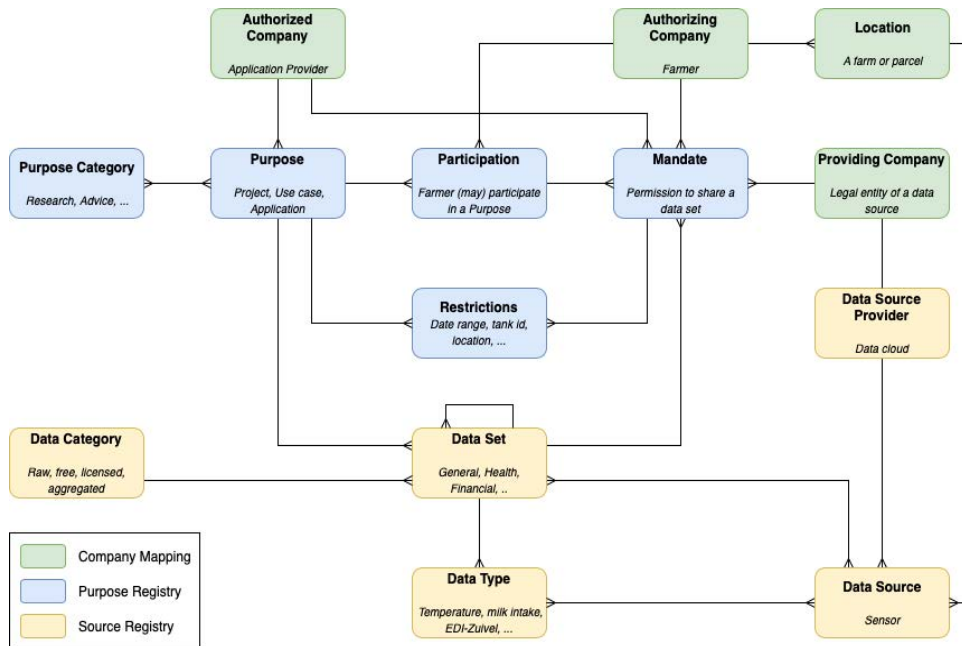 Authorized
Company
Application Provider
Authorizing
Company
Farmer
Location
A farm or parcel
Purpose Category
Research, Advice, ...
Purpose
Project, Use case,
Application
Participation
Farmer (may) participate
in a Purpose
Mandate
Permission to share a
data set
Providing Company
Legal entity of a data
source
Restrictions
Date range, tank id,
location, ...
Data Source
Provider
Data cloud
Data Category
Raw, free, licensed,
aggregated
Data Set
General, Health,
Financial, ..
Company Mapping
Purpose Registry
Source Registry
Data Type
Temperature, milk intake,
EDI-Zuivel, ...
Data Source
Sensor